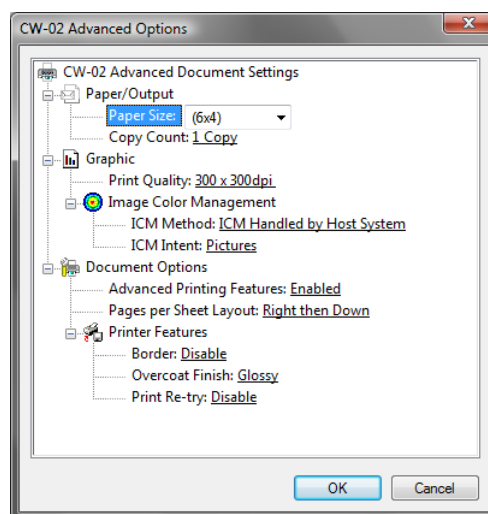 CW-02 Advanced Options
CW-02 Advanced Document Settings
Paper/Output
Paper Size: (6x4)
Copy Count: 1 Copy
Graphic
Print Quality: 300 x 300dpi
Image Color Management
ICM Method: ICM Handled by Host System
ICM Intent: Pictures
Document Options
Advanced Printing Features: Enabled
Pages per Sheet Layout: Right then Down
Printer Features
Border: Disable
Overcoat Finish: Glossy
Print Re-try: Disable
OK Cancel